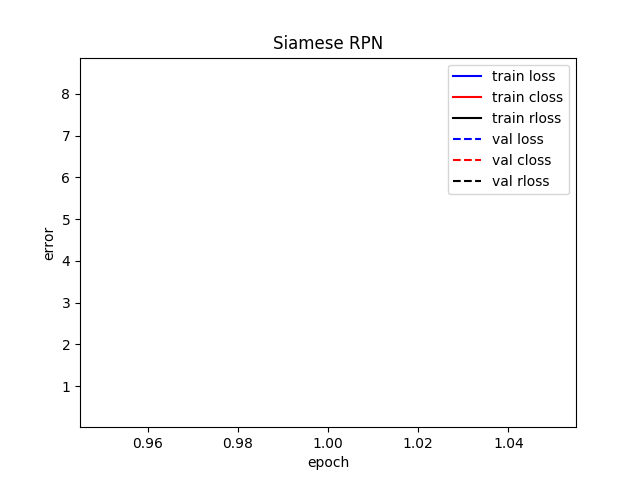 Siamese RPN
train loss
train closs
train rloss
val loss
val closs
val rloss
8
7
6
5
4
3
2
1
error
0.96 0.98 1.00 1.02 1.04
epoch